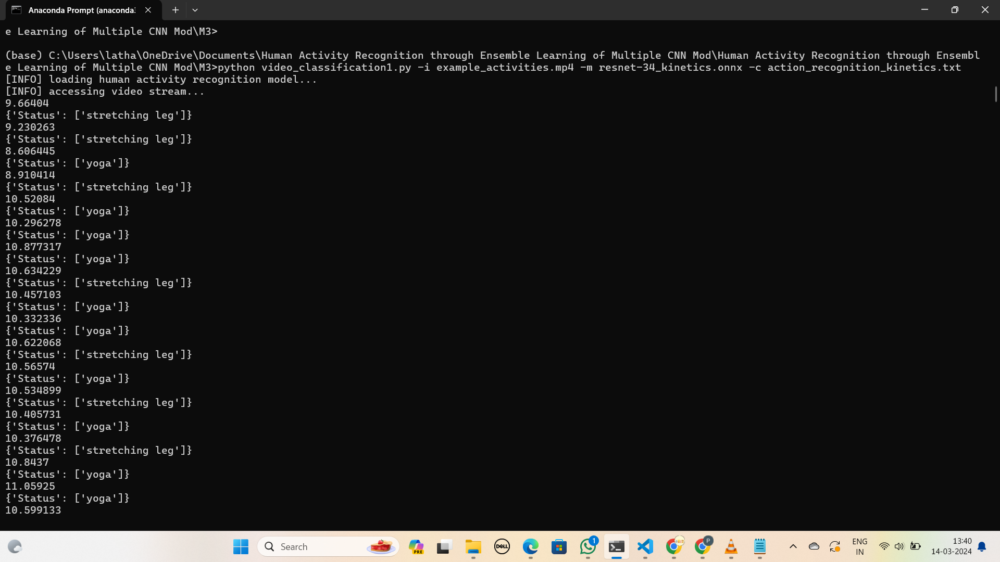 Anaconda Prompt (anaconda3
e Learning of Multiple CNN Mod\M3>
(base) C:\Users\latha\OneDrive\Documents\Human Activity Recognition through Ensemble Learning of Multiple CNN Mod\Human Activity Recognition through Ensembl
e Learning of Multiple CNN Mod\M3>python video_classification1.py -i example_activities.mp4 -m resnet-34_kinetics.onnx -c action_recognition_kinetics.txt
[INFO] loading human activity recognition model...
[INFO] accessing video stream...
9.66404
{'Status': ['stretching leg']}
9.230263
{'Status': ['stretching leg']}
8.606445
{'Status': ['yoga']}
8.910414
{'Status': ['stretching leg']}
10.52084
{'Status': ['yoga']}
10.296278
{'Status': ['yoga']}
10.877317
{'Status': ['yoga']}
10.634229
{'Status': ['stretching leg']}
10.457103
{'Status': ['yoga']}
10.332336
{'Status': ['yoga']}
10.622068
{'Status': ['stretching leg']}
10.56574
{'Status': ['yoga']}
10.534899
{'Status': ['stretching leg']}
10.405731
{'Status': ['yoga']}
10.376478
{'Status': ['stretching leg']}
10.8437
{'Status': ['yoga']}
11.05925
{'Status': ['yoga']}
10.599133
Search
PRE
DELL
1
P
ENG
IN
13:40
14-03-2024